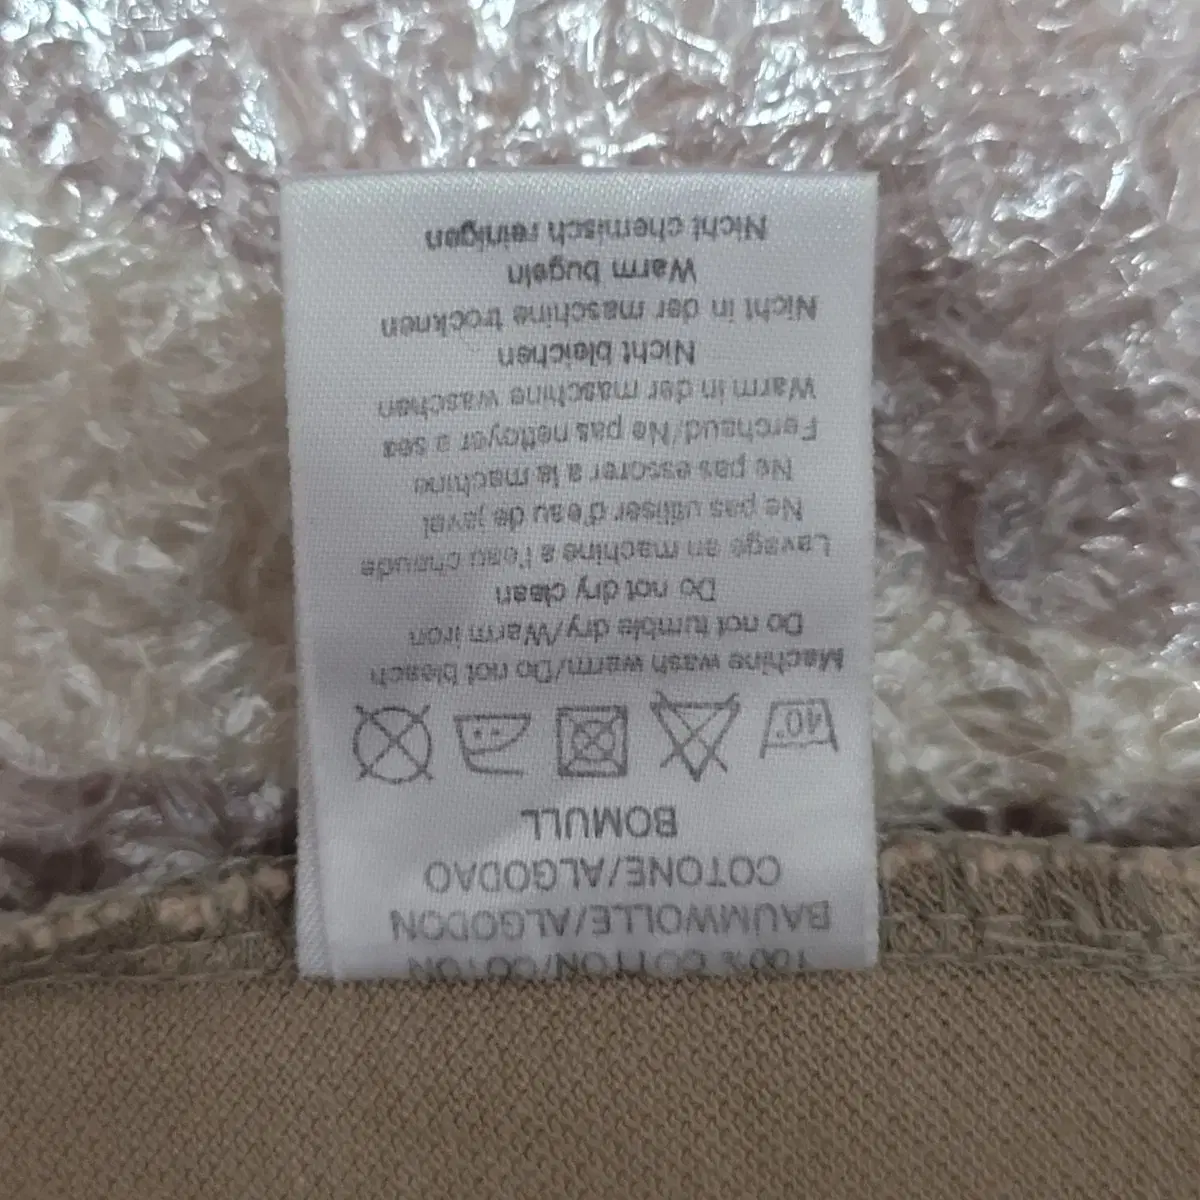 100% COTTON/COTON
BAUMWOLLE/ALGODON
COTONE/ALGODAO
BOMULL
40°
Machine wash warm/Do not bleach
Do not tumble dry/Warm iron
Do not dry clean
Lavage an machine a l'eau chaude
Ne pas utiliser d'eau de javel
Ne pas essorer a la machine
Ferchaud/Ne pas nettoyer a sea
Warm in der maschine waschen
Nicht bleichen
Nicht in der maschine trocknen
Warm bugeln
Nicht chemisch reinigen